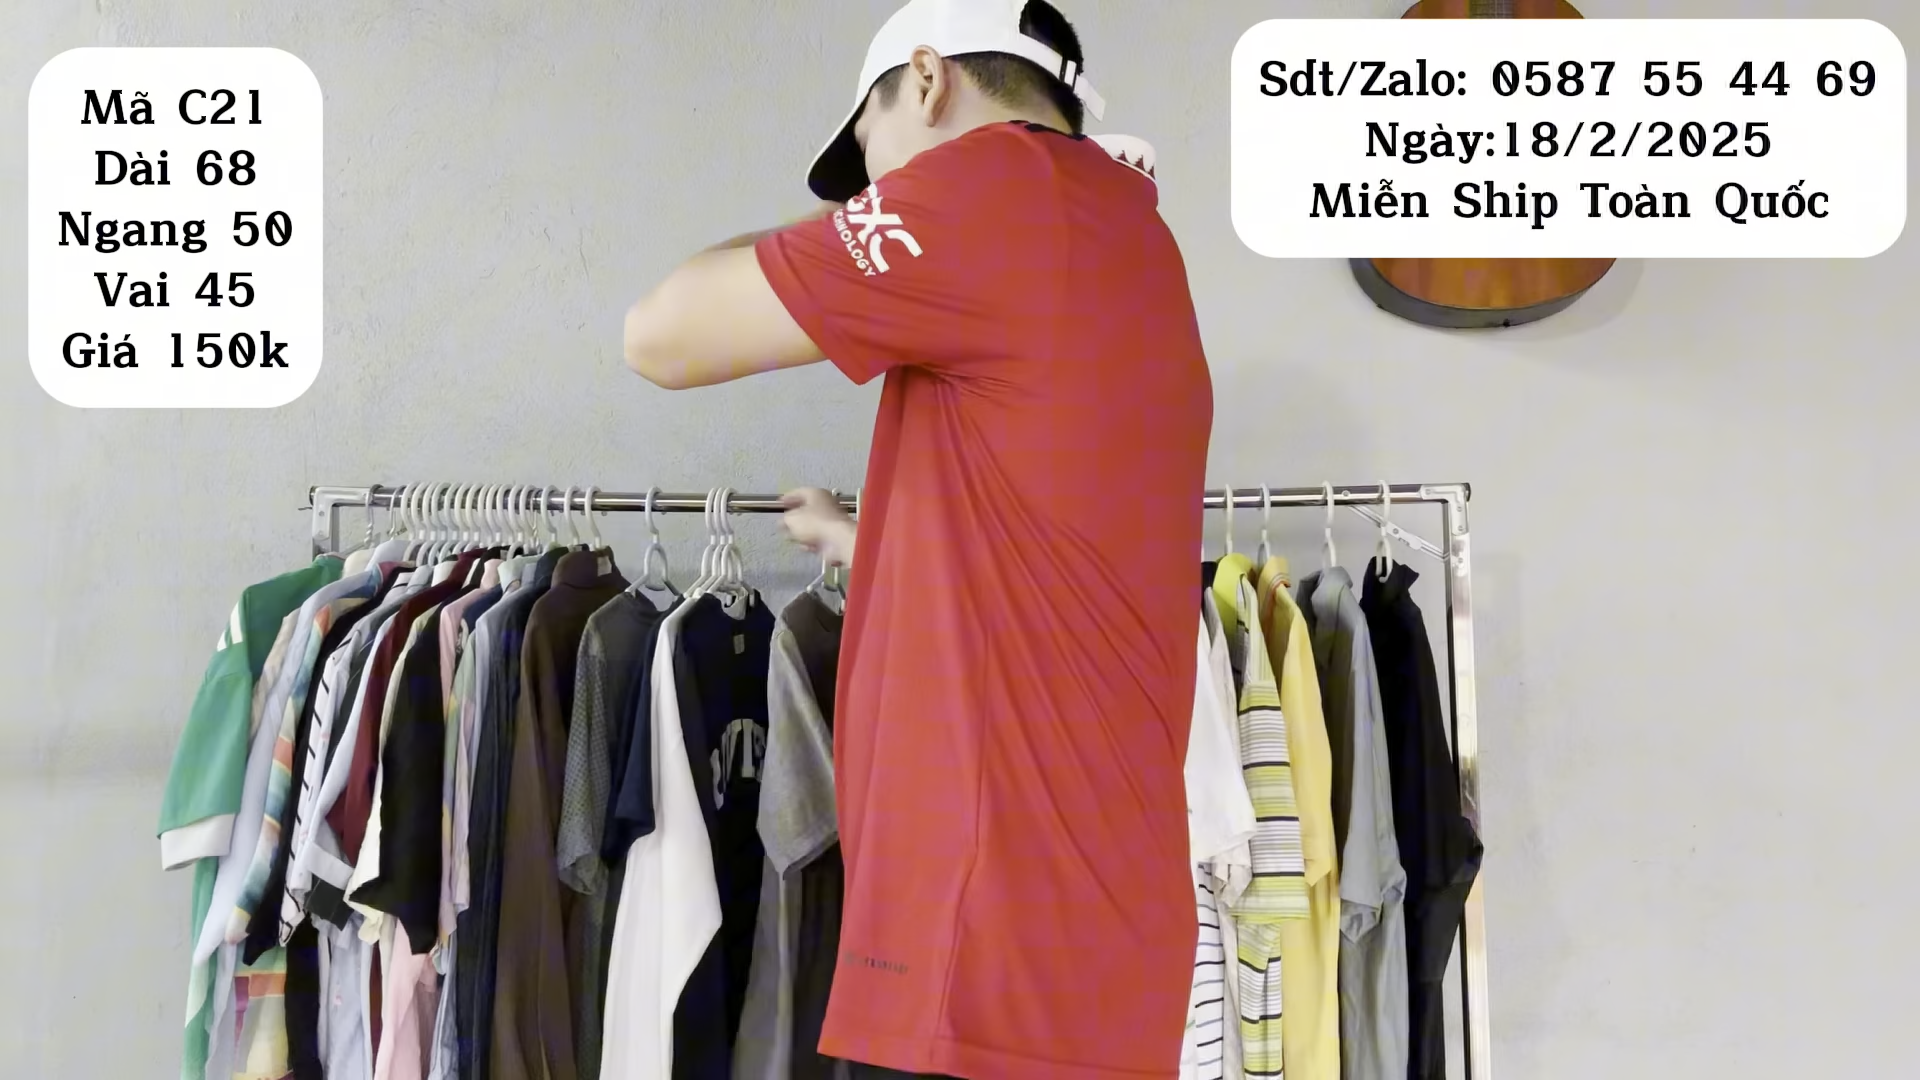 Mã C21
Dài 68
Ngang 50
Vai 45
Giá 150k
Sdt/Zalo: 0587 55 44 69
Ngày:18/2/2025
Miễn Ship Toàn Quốc